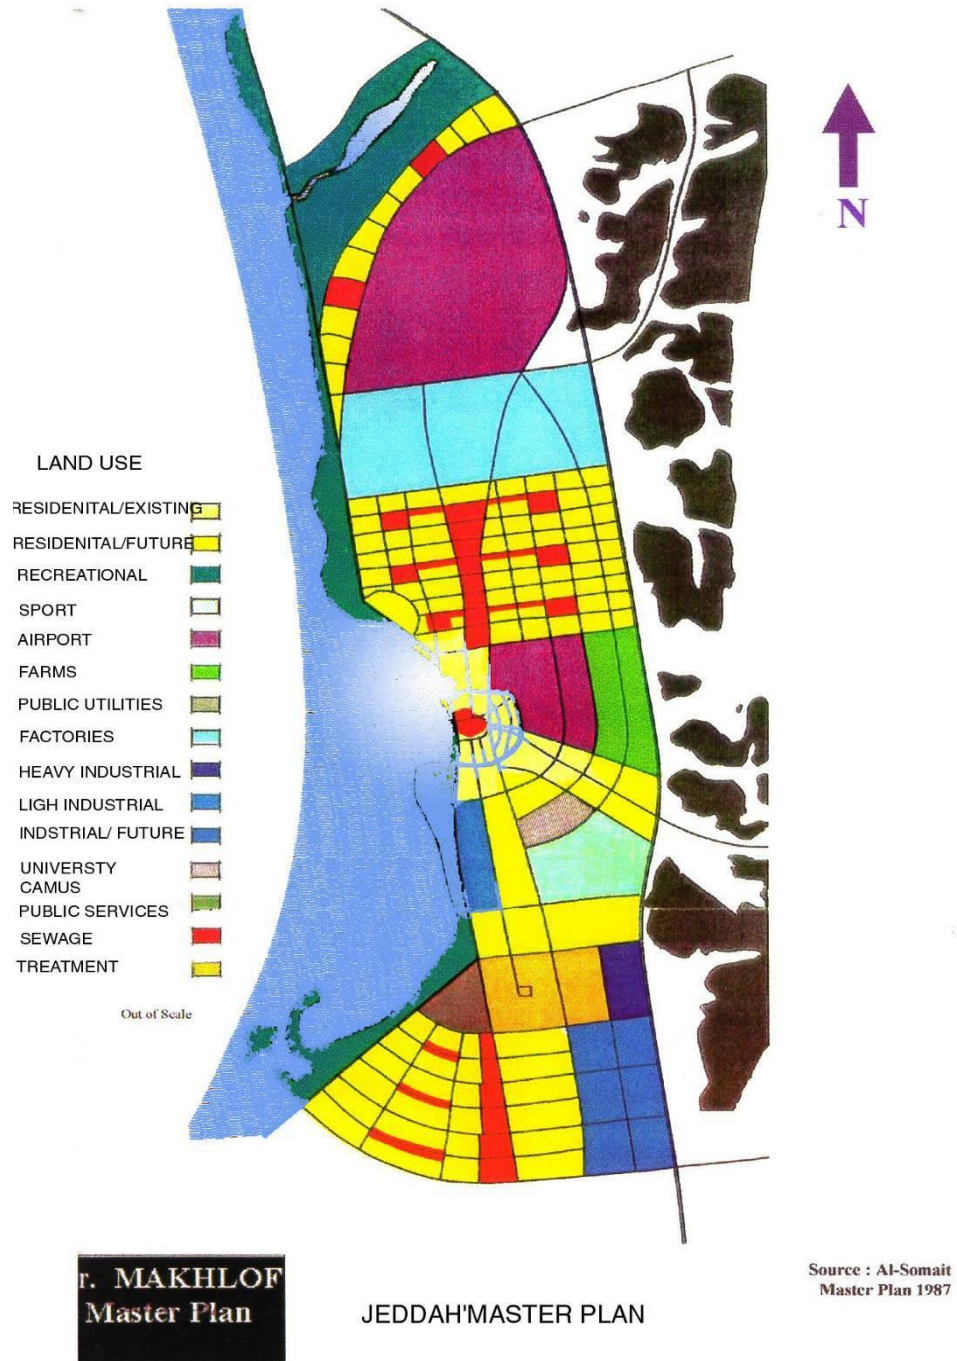 N
LAND USE
RESIDENITAL/EXISTING
RESIDENITAL/FUTURE
RECREATIONAL
SPORT
AIRPORT
FARMS
PUBLIC UTILITIES
FACTORIES
HEAVY INDUSTRIAL
LIGH INDUSTRIAL
INDSTRIAL/ FUTURE
UNIVERSTY
CAMUS
PUBLIC SERVICES
SEWAGE
TREATMENT
Out of Scale
r. MAKHLOF
Master Plan
JEDDAH'MASTER PLAN
Source : Al-Somait
Master Plan 1987